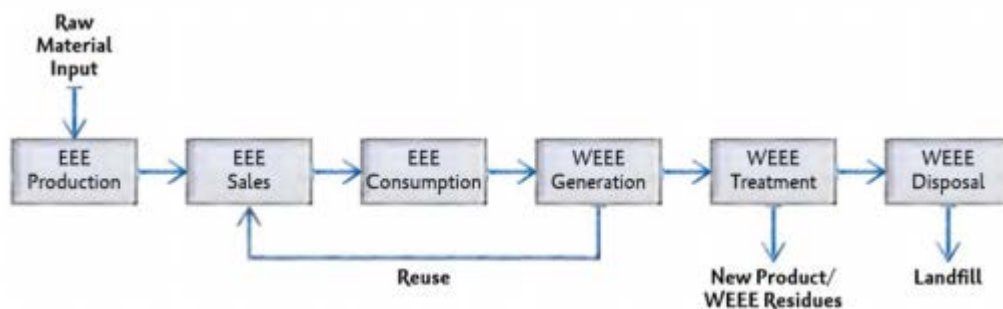 Raw
Material
Input
EEE
Production
EEE
Sales
EEE
Consumption
WEEE
Generation
WEEE
Treatment
WEEE
Disposal
Reuse
New Product/
WEEE Residues
Landfill